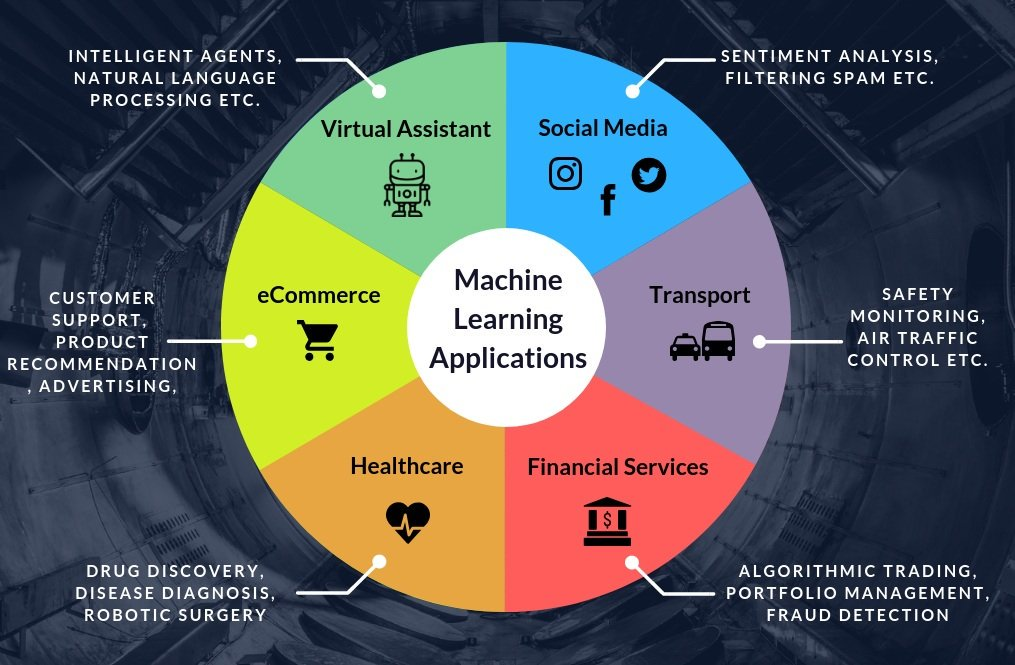 INTELLIGENT AGENTS,
NATURAL LANGUAGE
PROCESSING ETC.
SENTIMENT ANALYSIS,
FILTERING SPAM ETC.
Virtual Assistant
Social Media
eCommerce
Transport
Machine
Learning
Applications
CUSTOMER
SUPPORT,
PRODUCT
RECOMMENDATION
, ADVERTISING,
SAFETY
MONITORING,
AIR TRAFFIC
CONTROL ETC.
Healthcare
Financial Services
$
DRUG DISCOVERY,
DISEASE DIAGNOSIS,
ROBOTIC SURGERY
ALGORITHMIC TRADING,
PORTFOLIO MANAGEMENT,
FRAUD DETECTION